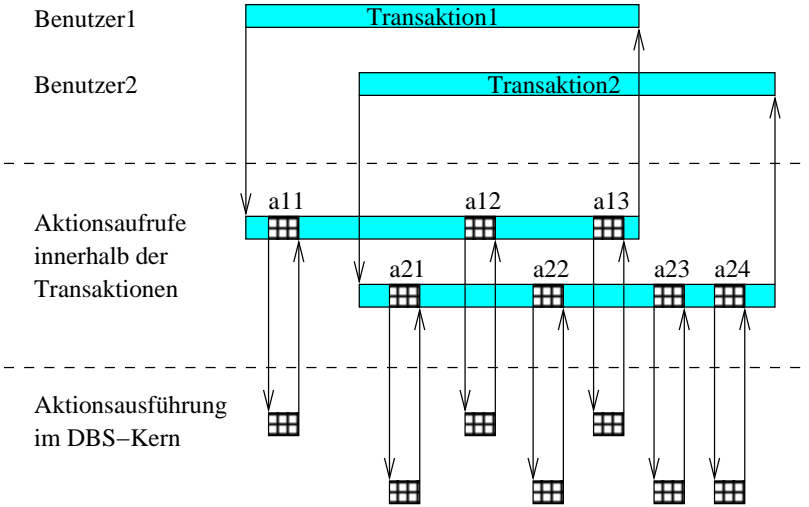 Benutzer1
Transaktion1
Benutzer2
Transaktion2
a11
a12
a13
Aktionsaufrufe
innerhalb der
Transaktionen
a21
a22
a23
a24
Aktionsausführung
im DBS−Kern